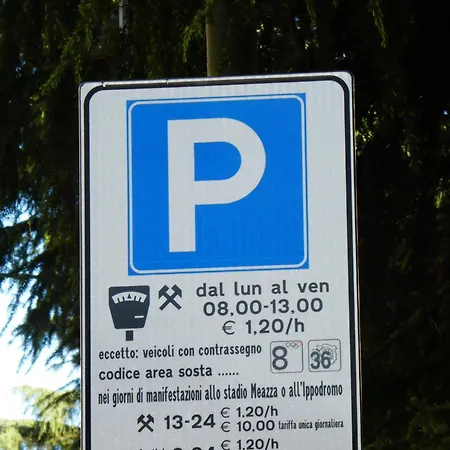 P
dal lun al ven
08,00-13,00
€ 1,20/h
eccetto: veicoli con contrassegno
codice area sosta ......
8
36
nei giorni di manifestazioni allo stadio Meazza o all'Ippodromo
13-24 € 1,20/h
€ 10,00 tariffa unica giornaliera
€ 1,20/h